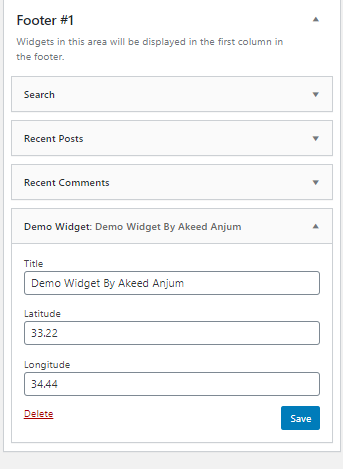 Footer #1
Widgets in this area will be displayed in the first column in
the footer.
Search
Recent Posts
Recent Comments
Demo Widget: Demo Widget By Akeed Anjum
Title
Demo Widget By Akeed Anjum
Latitude
33.22
Longitude
34.44
Delete
Save